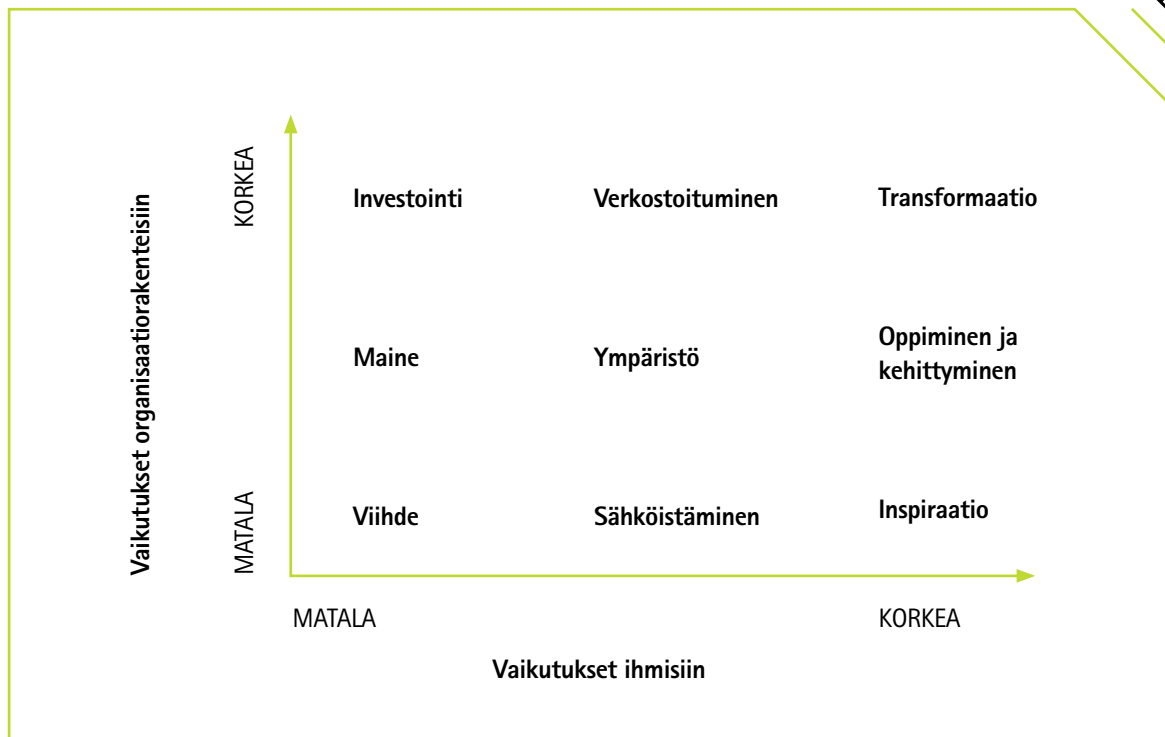 Vaikutukset organisaatiorakenteisiin
KORKEA
MATALA
Investointi
Verkostoituminen
Transformaatio
Maine
Ympäristö
Oppiminen ja
kehittyminen
Viihde
Sähköistäminen
Inspiraatio
MATALA
KORKEA
Vaikutukset ihmisiin